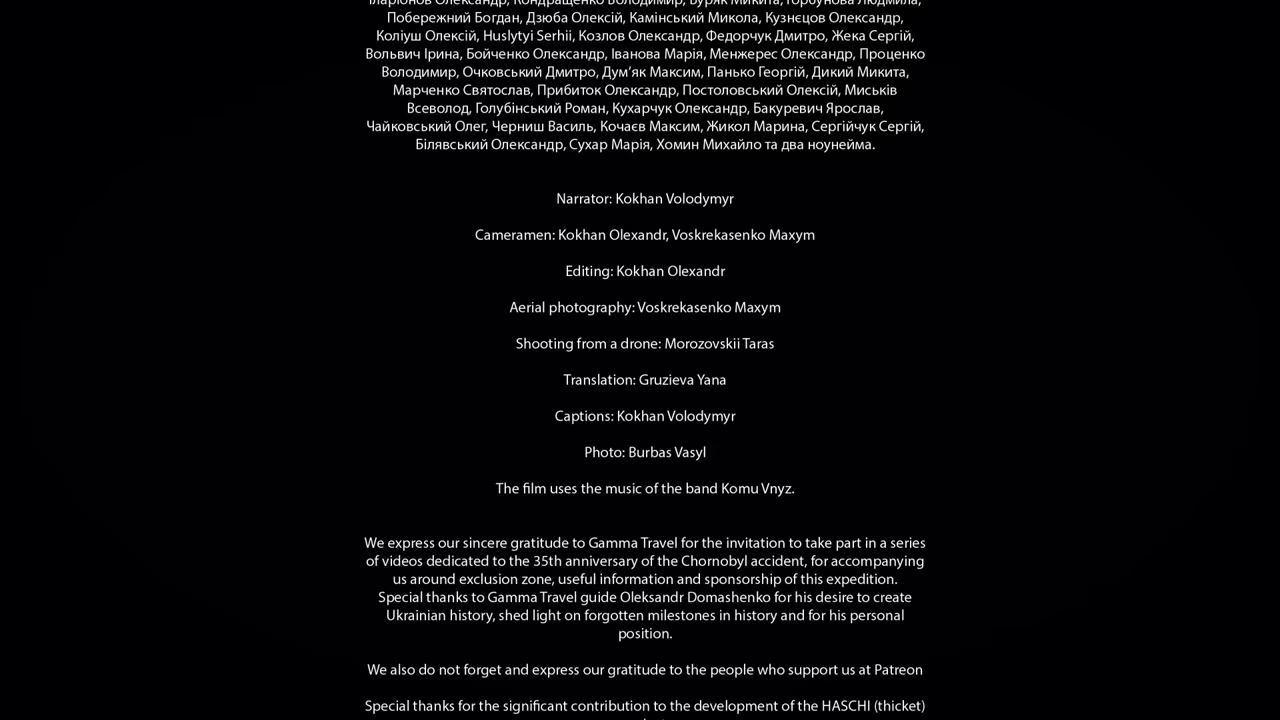 Іларіонов Олександр, Кондращенко Володимир, Буряк Микита, Горбунова Людмила,
Побережний Богдан, Дзюба Олексій, Камінський Микола, Кузнєцов Олександр,
Коліуш Олексій, Huslytyi Serhii, Козлов Олександр, Федорчук Дмитро, Жека Сергій,
Вольвич Ірина, Бойченко Олександр, Іванова Марія, Менжерес Олександр, Проценко
Володимир, Очковський Дмитро, Дум’як Максим, Панько Георгій, Дикий Микита,
Марченко Святослав, Прибиток Олександр, Постоловський Олексій, Миськів
Всеволод, Голубінський Роман, Кухарчук Олександр, Бакуревич Ярослав,
Чайковський Олег, Черниш Василь, Кочаєв Максим, Жикол Марина, Сергійчук Сергій,
Білявський Олександр, Сухар Марія, Хомин Михайло та два ноунейма.
Narrator: Kokhan Volodymyr
Cameramen: Kokhan Olexandr, Voskrekasenko Maxym
Editing: Kokhan Olexandr
Aerial photography: Voskrekasenko Maxym
Shooting from a drone: Morozovskii Taras
Translation: Gruzieva Yana
Captions: Kokhan Volodymyr
Photo: Burbas Vasyl
The film uses the music of the band Komu Vnyz.
We express our sincere gratitude to Gamma Travel for the invitation to take part in a series
of videos dedicated to the 35th anniversary of the Chornobyl accident, for accompanying
us around exclusion zone, useful information and sponsorship of this expedition.
Special thanks to Gamma Travel guide Oleksandr Domashenko for his desire to create
Ukrainian history, shed light on forgotten milestones in history and for his personal
position.
We also do not forget and express our gratitude to the people who support us at Patreon
Special thanks for the significant contribution to the development of the HASCHI (thicket)